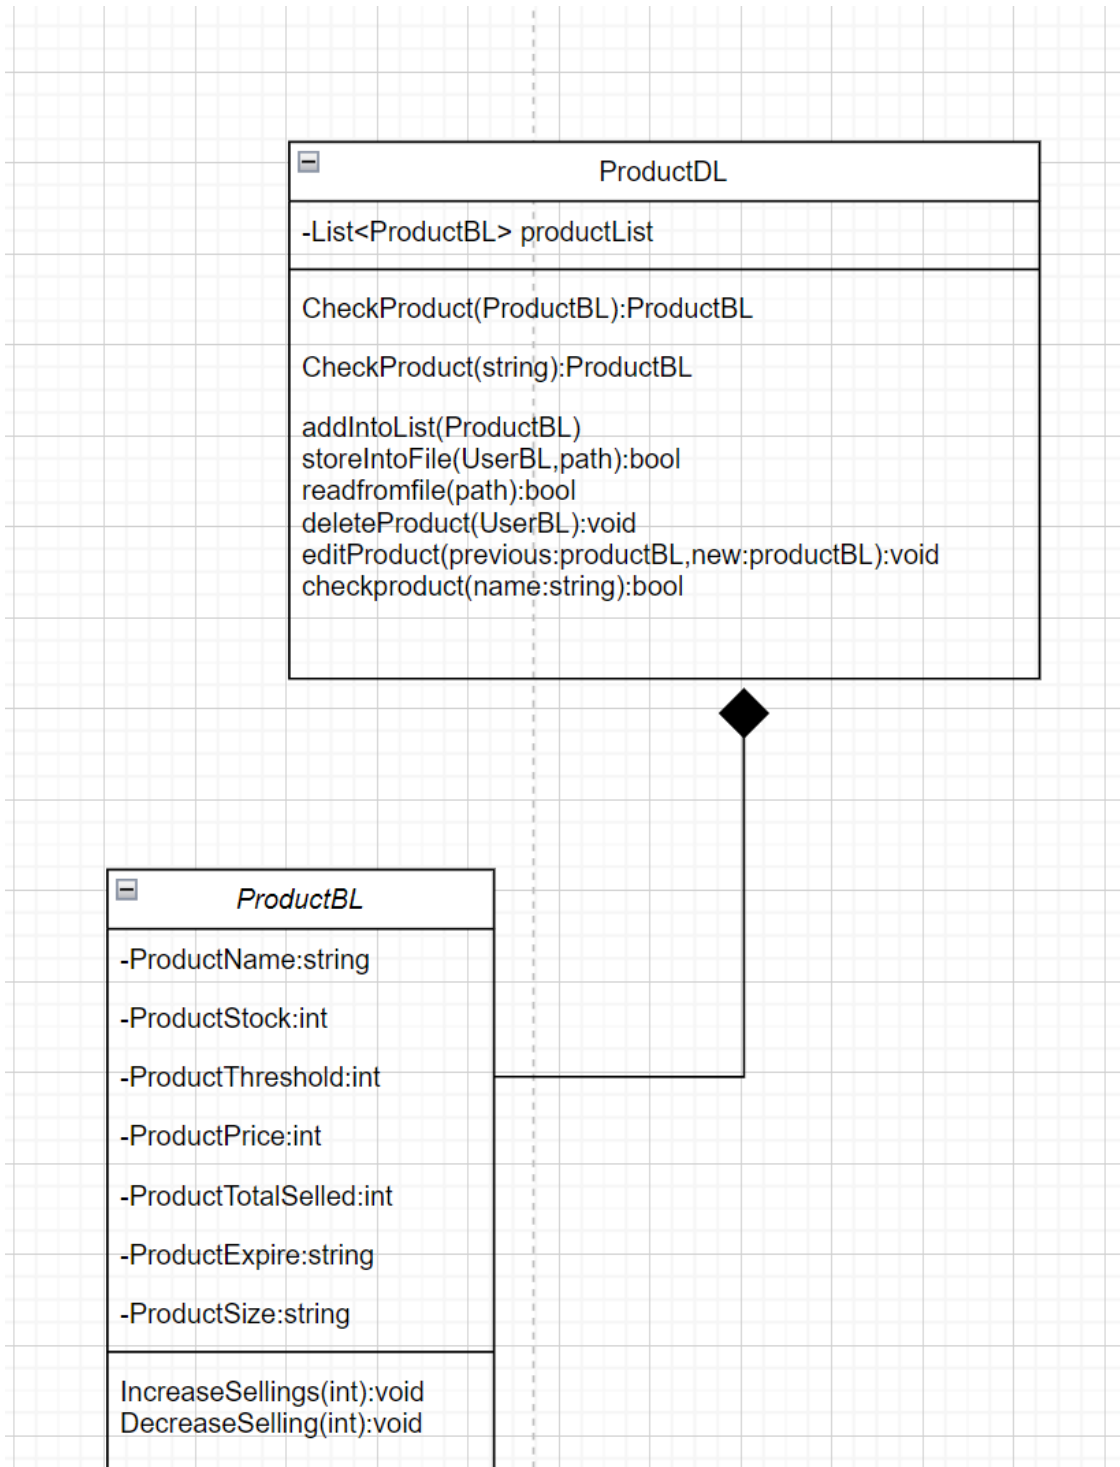 ProductDL
-List<ProductBL> productList
CheckProduct(ProductBL):ProductBL
CheckProduct(string):ProductBL
addIntoList(ProductBL)
storeIntoFile(UserBL,path):bool
readfromfile(path):bool
deleteProduct(UserBL):void
editProduct(previous:productBL,new:productBL):void
checkproduct(name:string):bool
ProductBL
-ProductName:string
-ProductStock:int
-ProductThreshold:int
-ProductPrice:int
-ProductTotalSelled:int
-ProductExpire:string
-ProductSize:string
IncreaseSellings(int):void
DecreaseSelling(int):void